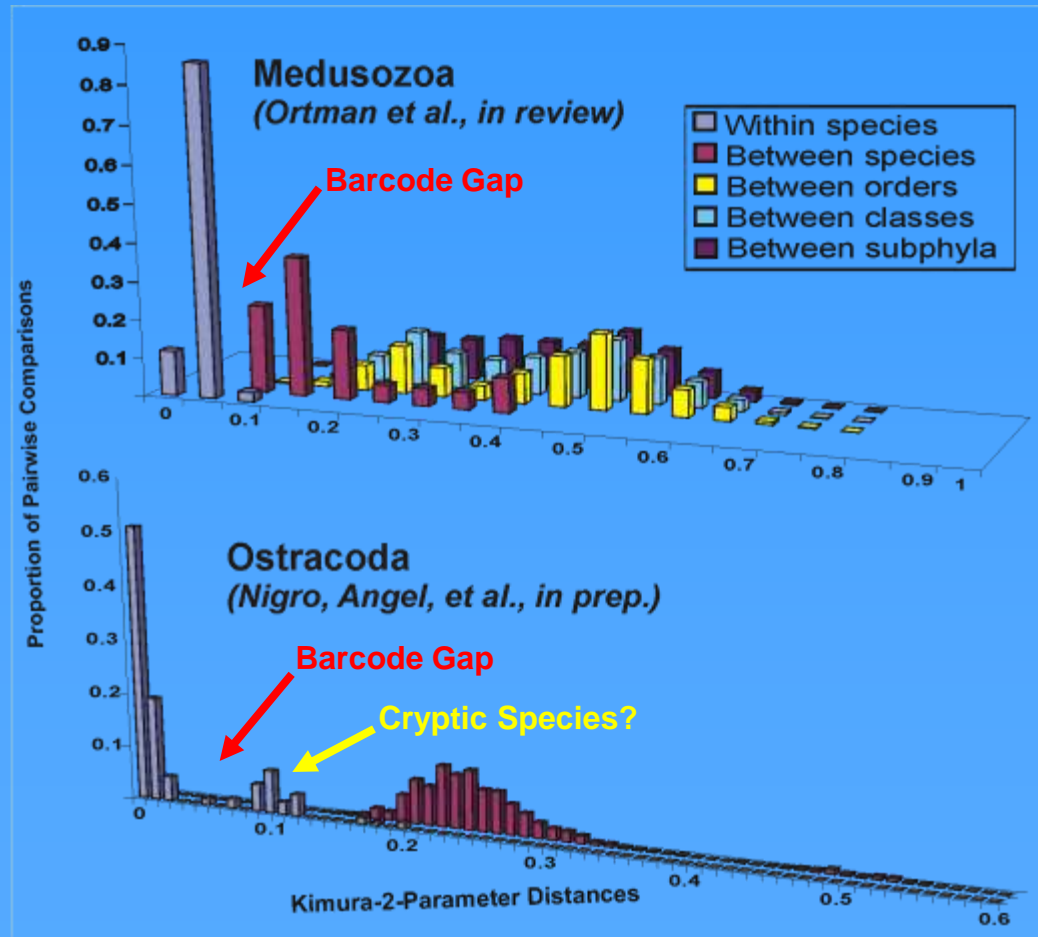 0.9
0.8
0.7
0.6
0.5
0.4
0.3
0.2
0.1
Medusozoa
(Ortman et al., in review)
Barcode Gap
Within species
Between species
Between orders
Between classes
Between subphyla
0 0.1 0.2 0.3 0.4 0.5 0.6 0.7 0.8 0.9 1
Proportion of Pairwise Comparisons
0.6
0.5
0.4
0.3
0.2
0.1
Ostracoda
(Nigro, Angel, et al., in prep.)
Barcode Gap
Cryptic Species?
0 0.1 0.2 0.3 0.4 0.5 0.6
Kimura-2-Parameter Distances